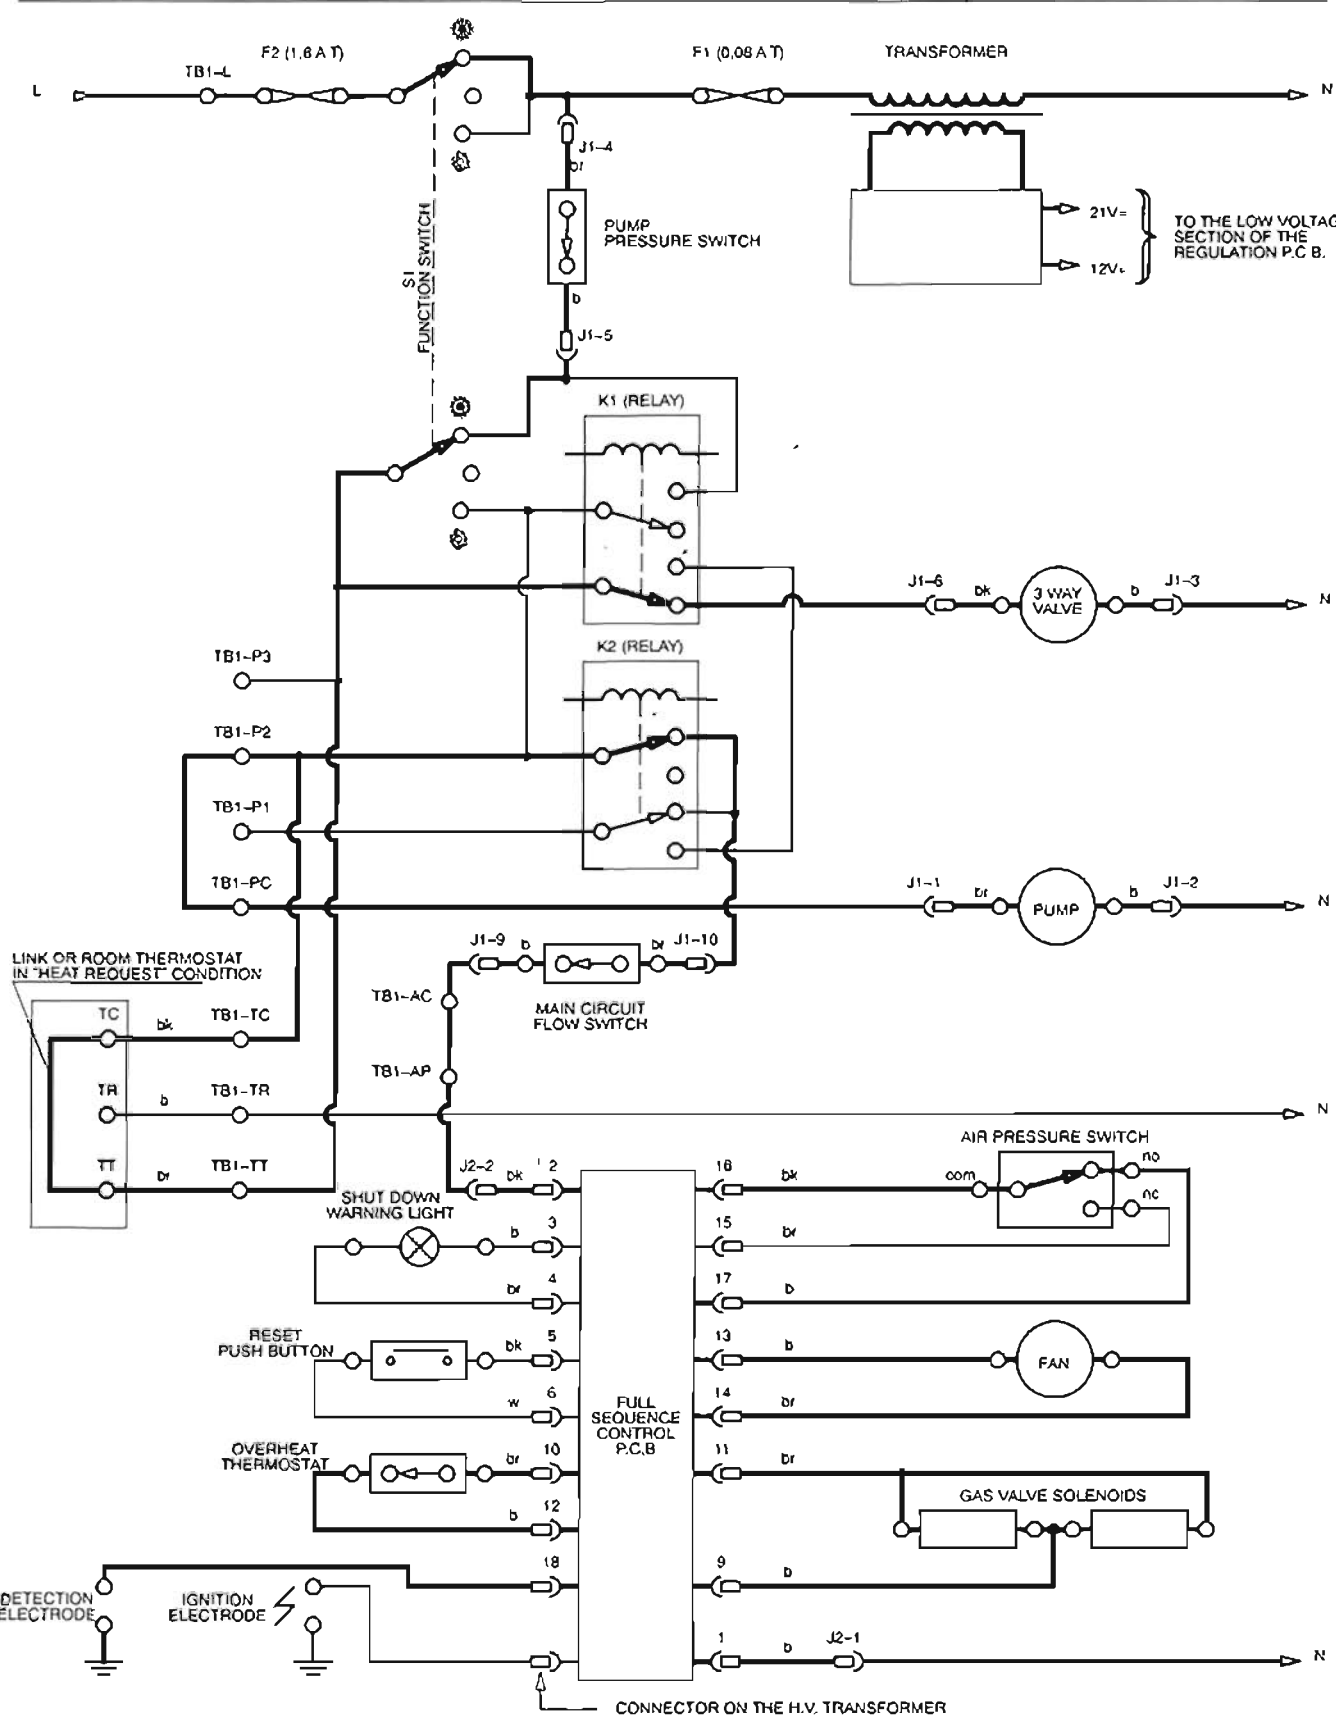 L
TB1-L
F2 (1,6 A T)
F1 (0,08 A T)
TRANSFORMER
N
J1-4
br
PUMP
PRESSURE SWITCH
21V=
12V=
TO THE LOW VOLTAG
SECTION OF THE
REGULATION P.C B.
S1
FUNCTION SWITCH
b
J1-5
K1 (RELAY)
J1-6
bk
3 WAY
VALVE
b
J1-3
N
K2 (RELAY)
TB1-P3
TB1-P2
TB1-P1
TB1-PC
J1-1
br
PUMP
b
J1-2
N
J1-9
b
br
J1-10
MAIN CIRCUIT
FLOW SWITCH
LINK OR ROOM THERMOSTAT
IN "HEAT REQUEST" CONDITION
TB1-AC
TC
bk
TB1-TC
TB1-AP
TR
b
TB1-TR
N
TT
br
TB1-TT
AIR PRESSURE SWITCH
J2-2
bk
2
16
bk
com
no
nc
SHUT DOWN
WARNING LIGHT
b
3
15
br
br
4
17
b
RESET
PUSH BUTTON
bk
5
13
b
FAN
w
6
14
br
FULL
SEQUENCE
CONTROL
P.C.B
OVERHEAT
THERMOSTAT
br
10
11
br
GAS VALVE SOLENOIDS
b
12
18
9
b
DETECTION
ELECTRODE
IGNITION
ELECTRODE
1
b
J2-1
N
CONNECTOR ON THE H.V. TRANSFORMER